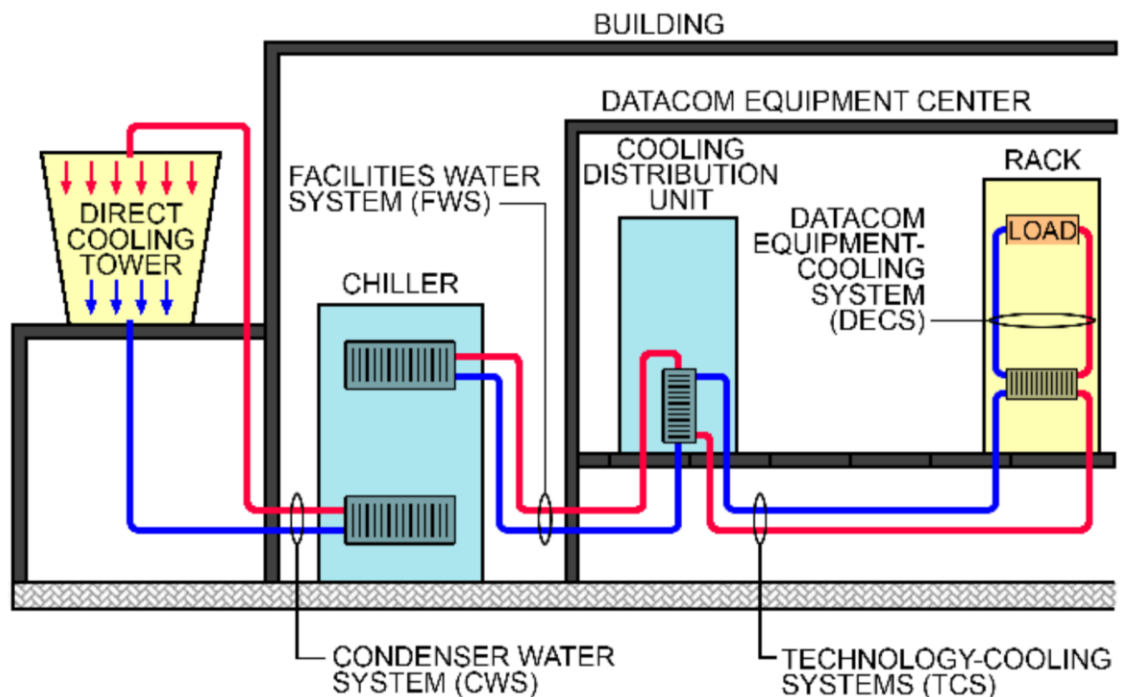 BUILDING
DATACOM EQUIPMENT CENTER
COOLING
DISTRIBUTION
UNIT
RACK
FACILITIES WATER
SYSTEM (FWS)
DIRECT
COOLING
TOWER
DATACOM
EQUIPMENT-
COOLING
SYSTEM
(DECS)
LOAD
CHILLER
CONDENSER WATER
SYSTEM (CWS)
TECHNOLOGY-COOLING
SYSTEMS (TCS)